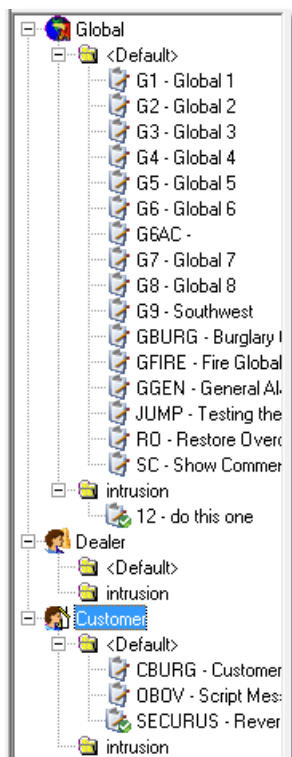 Global
<Default>
G1 - Global 1
G2 - Global 2
G3 - Global 3
G4 - Global 4
G5 - Global 5
G6 - Global 6
G6AC -
G7 - Global 7
G8 - Global 8
G9 - Southwest
GBURG - Burglary
GFIRE - Fire Global
GGEN - General Al
JUMP - Testing the
RO - Restore Over
SC - Show Commer
intrusion
12 - do this one
Dealer
<Default>
intrusion
Customer
<Default>
CBURG - Customer
OBOV - Script Mes
SECURUS - Rever
intrusion